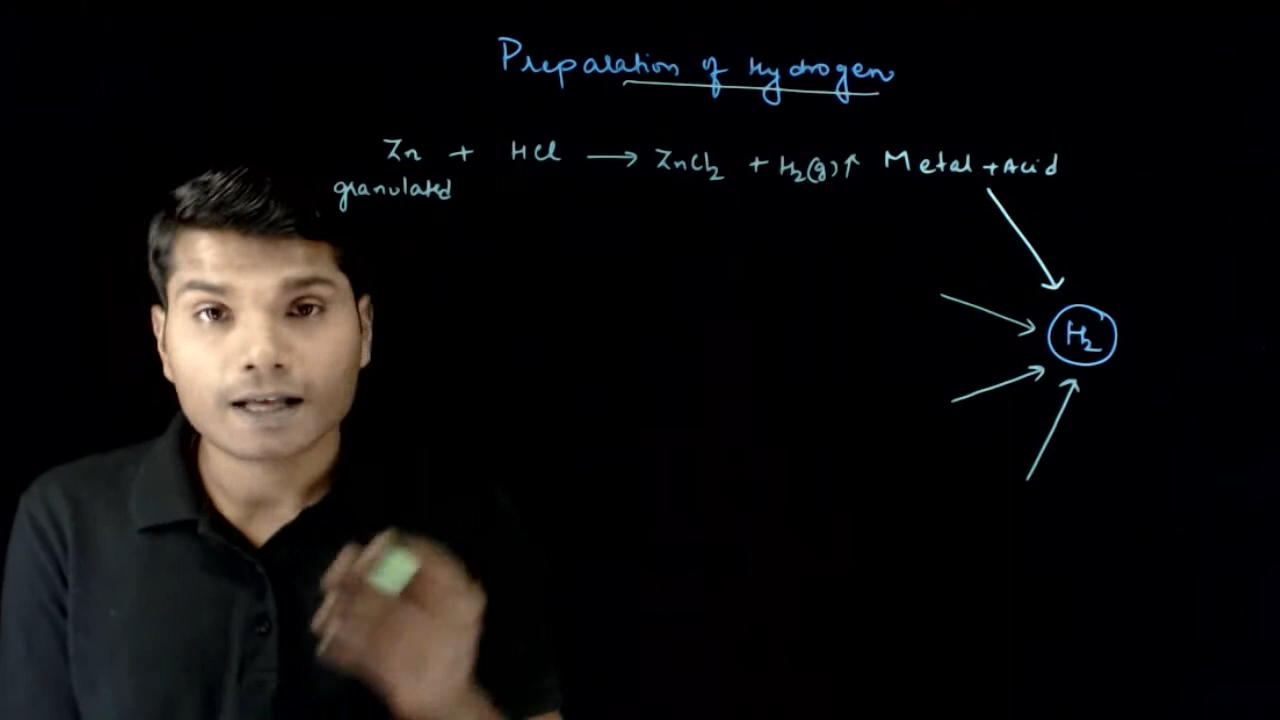 Preparation of Hydrogen
Zn + HCl → ZnCl₂ + H₂(g)↑ Metal + Acid
granulated
H₂